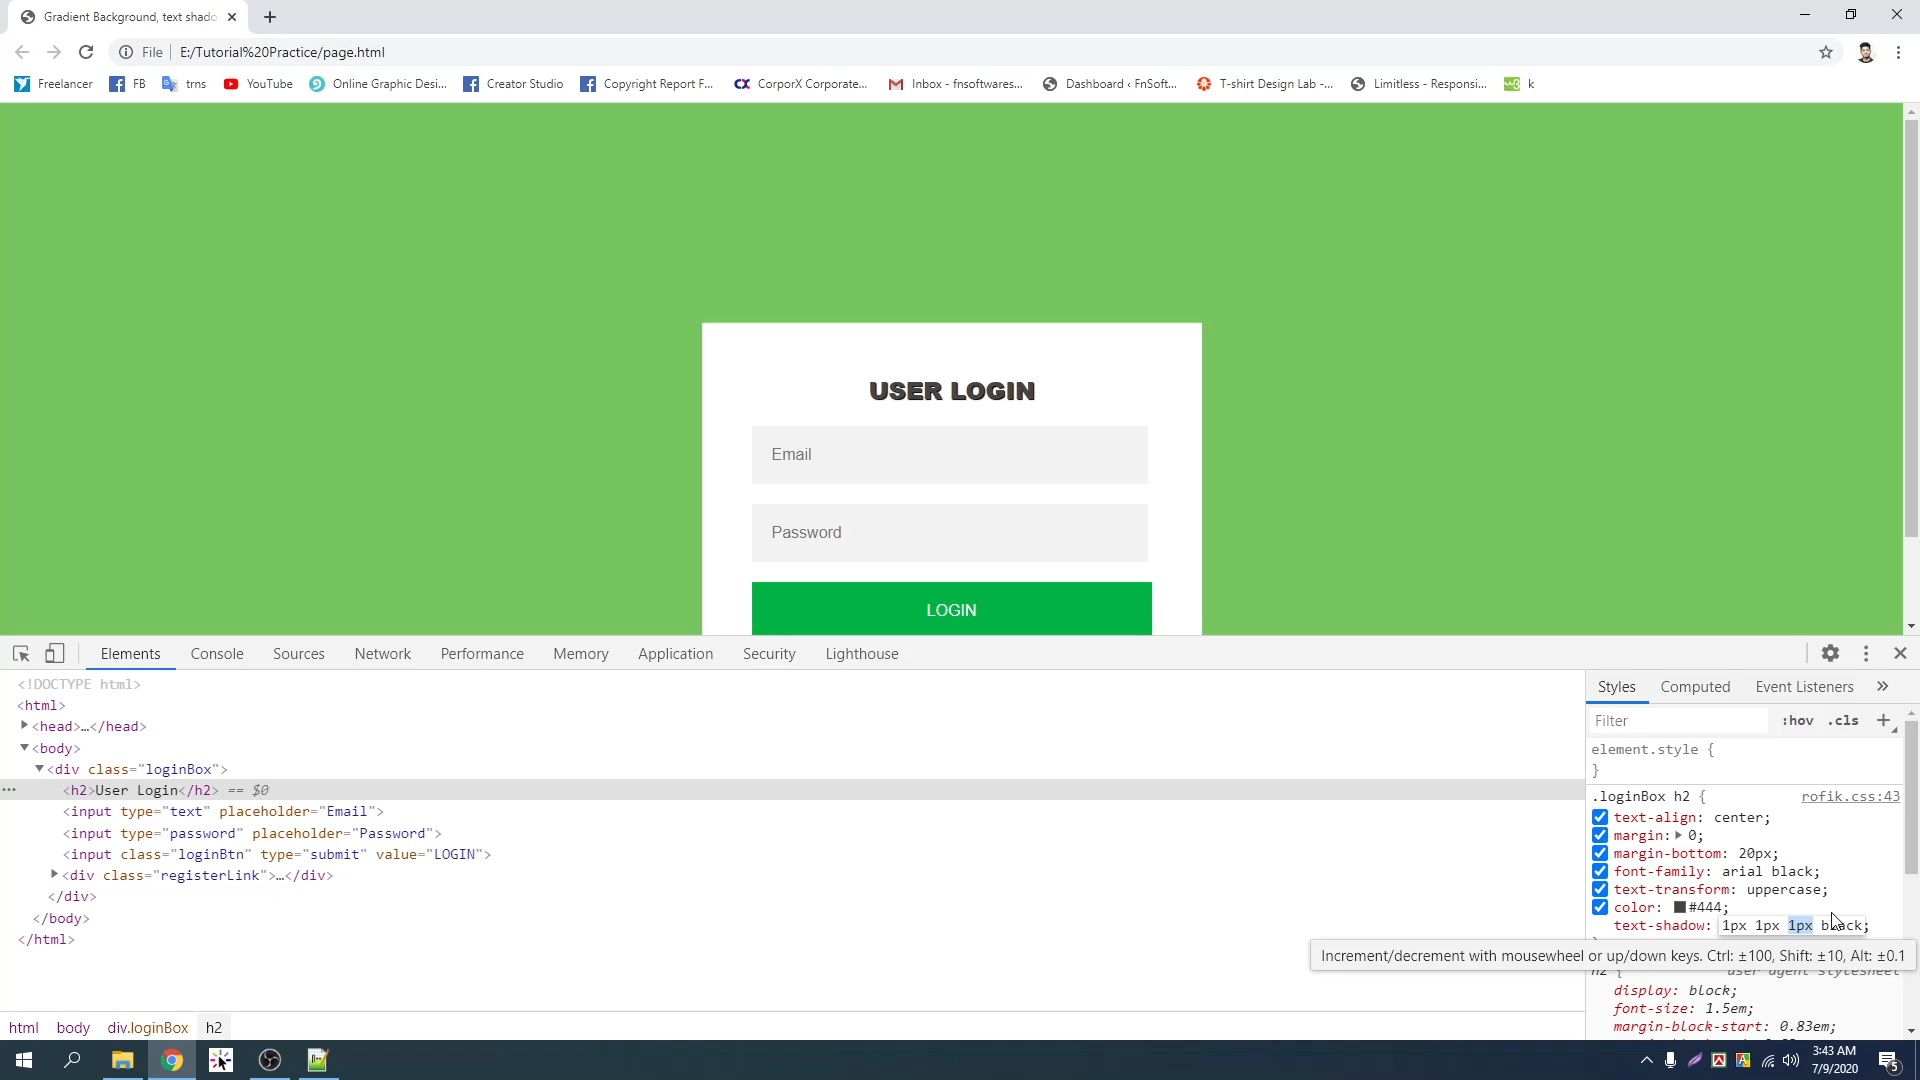 Gradient Background, text shado
File E:/Tutorial%20Practice/page.html
Freelancer FB trns YouTube Online Graphic Desi... Creator Studio Copyright Report F... CX CorporX Corporate... Inbox - fnsoftwares... Dashboard ‹ FnSoft... T-shirt Design Lab -... Limitless - Responsi... k
USER LOGIN
Email
Password
LOGIN
Elements Console Sources Network Performance Memory Application Security Lighthouse
<!DOCTYPE html>
<html>
<head>…</head>
<body>
<div class="loginBox">
<h2>User Login</h2> == $0
<input type="text" placeholder="Email">
<input type="password" placeholder="Password">
<input class="loginBtn" type="submit" value="LOGIN">
<div class="registerLink">…</div>
</div>
</body>
</html>
html body div.loginBox h2
Styles Computed Event Listeners »
Filter :hov .cls +
element.style {
}
.loginBox h2 { rofik.css:43
text-align: center;
margin: 0;
margin-bottom: 20px;
font-family: arial black;
text-transform: uppercase;
color: #444;
text-shadow: 1px 1px 1px black;
Increment/decrement with mousewheel or up/down keys. Ctrl: ±100, Shift: ±10, Alt: ±0.1
h2 { user agent stylesheet
display: block;
font-size: 1.5em;
margin-block-start: 0.83em;
3:43 AM
7/9/2020
5